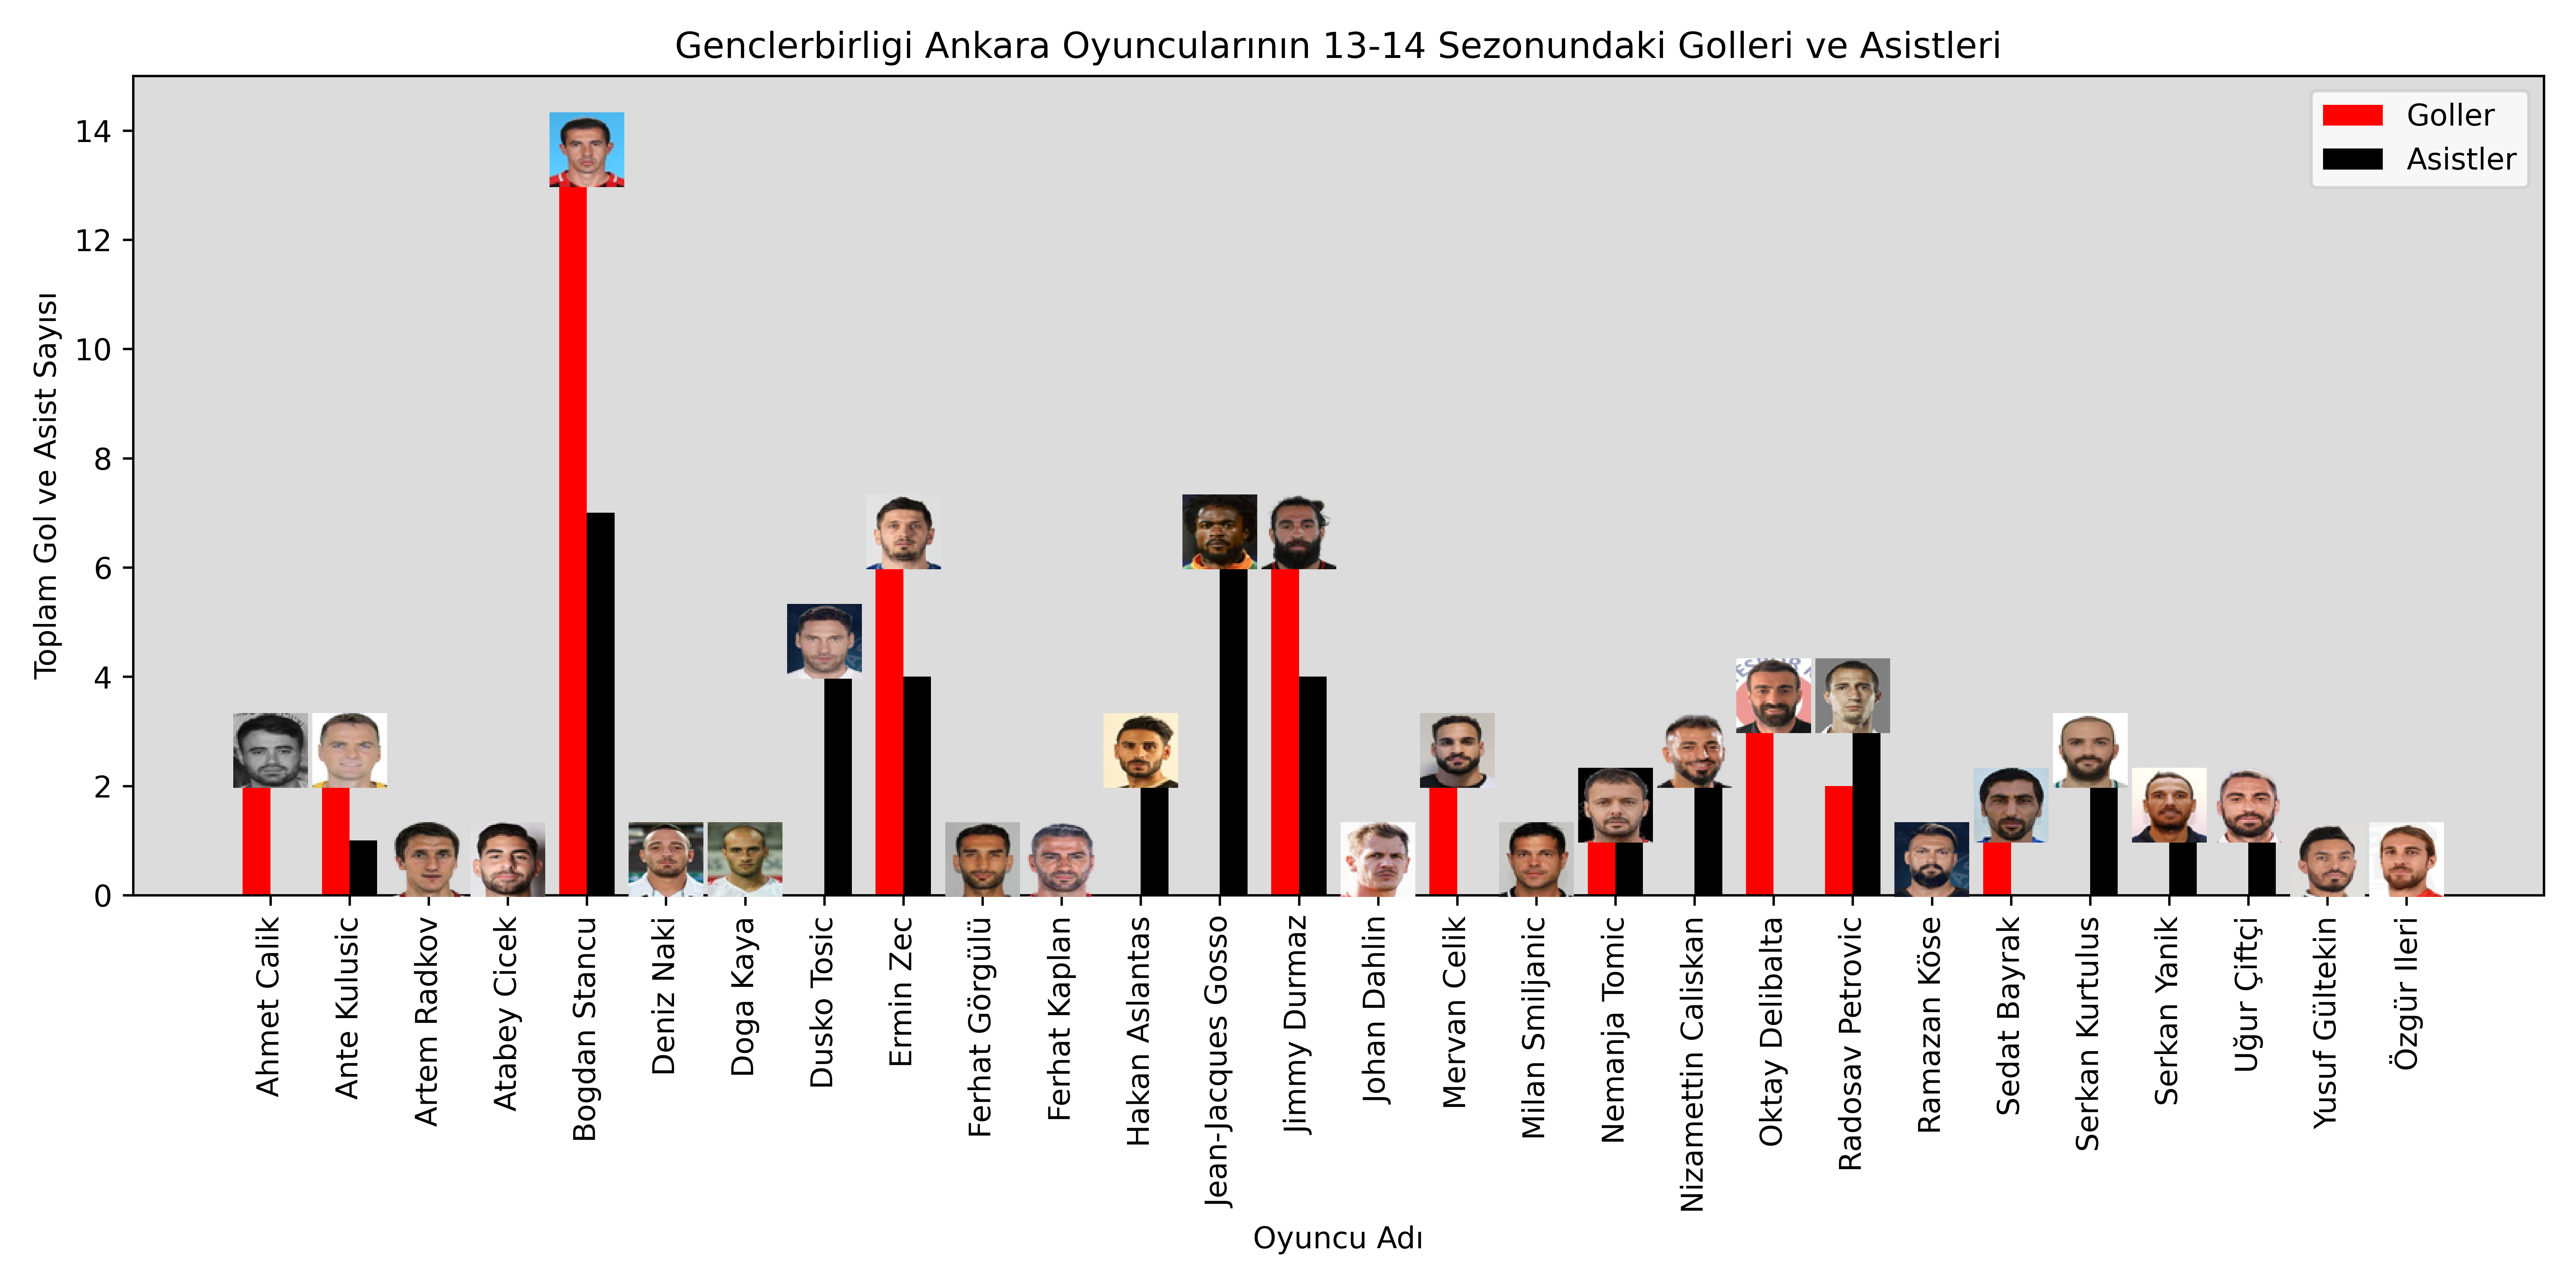 Genclerbirligi Ankara Oyuncularının 13-14 Sezonundaki Golleri ve Asistleri
Goller
Asistler
Toplam Gol ve Asist Sayısı
14
12
10
8
6
4
2
0
Ahmet Calik
Ante Kulusic
Artem Radkov
Atabey Cicek
Bogdan Stancu
Deniz Naki
Doga Kaya
Dusko Tosic
Ermin Zec
Ferhat Görgülü
Ferhat Kaplan
Hakan Aslantas
Jean-Jacques Gosso
Jimmy Durmaz
Johan Dahlin
Mervan Celik
Milan Smiljanic
Nemanja Tomic
Nizamettin Caliskan
Oktay Delibalta
Radosav Petrovic
Ramazan Köse
Sedat Bayrak
Serkan Kurtulus
Serkan Yanik
Uğur Çiftçi
Yusuf Gültekin
Özgür Ileri
Oyuncu Adı